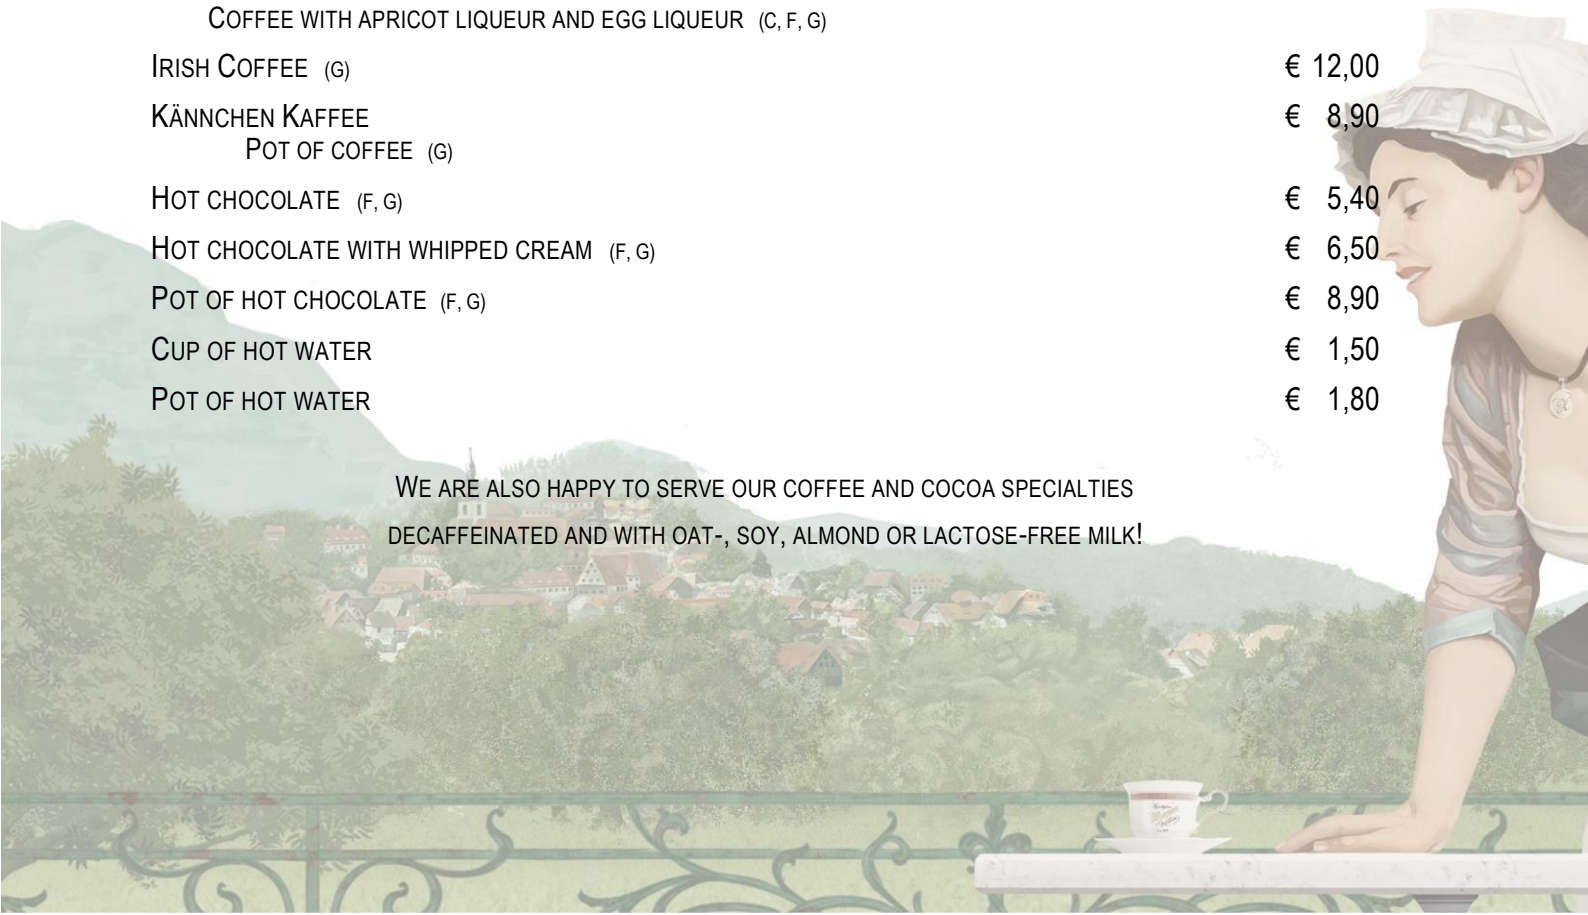 COFFEE WITH APRICOT LIQUEUR AND EGG LIQUEUR (C, F, G)
IRISH COFFEE (G) € 12,00
KÄNNCHEN KAFFEE € 8,90
POT OF COFFEE (G)
HOT CHOCOLATE (F, G) € 5,40
HOT CHOCOLATE WITH WHIPPED CREAM (F, G) € 6,50
POT OF HOT CHOCOLATE (F, G) € 8,90
CUP OF HOT WATER € 1,50
POT OF HOT WATER € 1,80
WE ARE ALSO HAPPY TO SERVE OUR COFFEE AND COCOA SPECIALTIES
DECAFFEINATED AND WITH OAT-, SOY, ALMOND OR LACTOSE-FREE MILK!